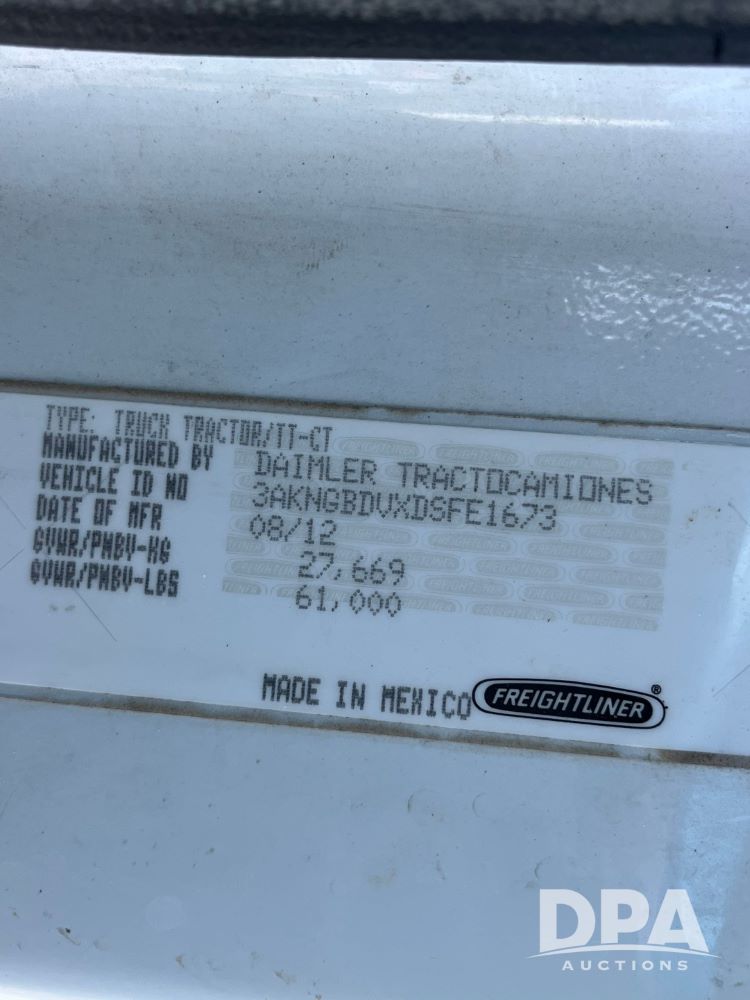 TYPE: TRUCK TRACTOR/TT-CT
MANUFACTURED BY DAIMLER TRACTOCAMIONES
VEHICLE ID NO 3AKNGBDVXDSFE1673
DATE OF MFR 08/12
GVWR/PNBV-KG 27,669
GVWR/PNBV-LBS 61,000
MADE IN MEXICO FREIGHTLINER®
DPA
AUCTIONS